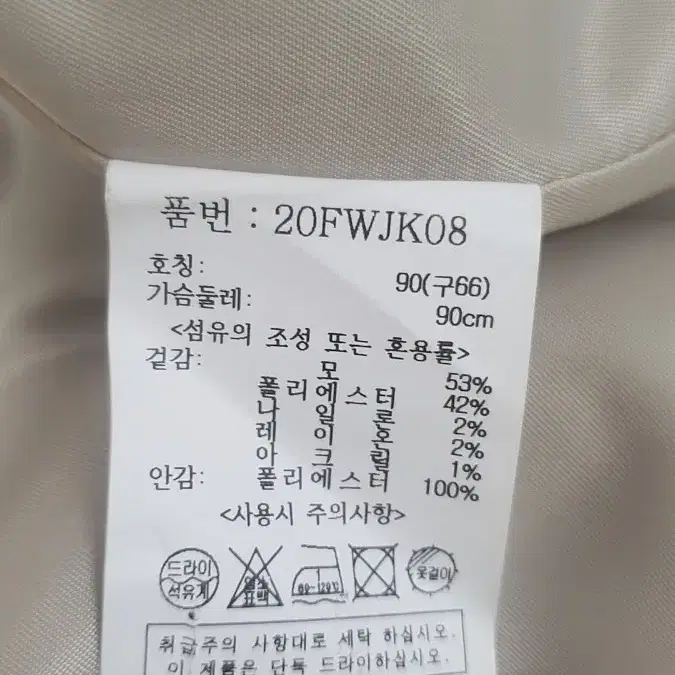 품번 : 20FWJK08
호칭: 90(구66)
가슴둘레: 90cm
<섬유의 조성 또는 혼용률>
겉감: 모 53%
폴리에스터 42%
나일론 2%
레이혼 2%
아크릴 1%
안감: 폴리에스터 100%
<사용시 주의사항>
드라이
석유계
염소
표백
옷걸이
취급주의 사항대로 세탁 하십시오.
이 제품은 단독 드라이하십시오.